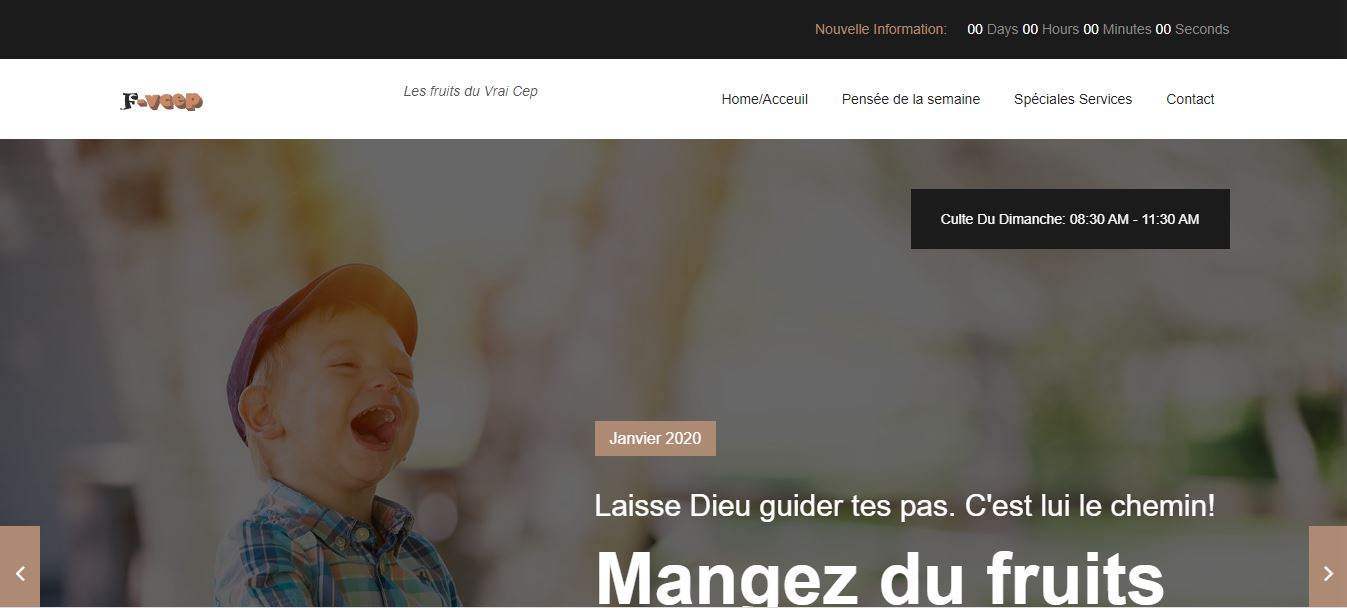 Nouvelle Information: 00 Days 00 Hours 00 Minutes 00 Seconds
F-vcep
Les fruits du Vrai Cep
Home/Acceuil Pensée de la semaine Spéciales Services Contact
Culte Du Dimanche: 08:30 AM - 11:30 AM
Janvier 2020
Laisse Dieu guider tes pas. C'est lui le chemin!
Mangez du fruits